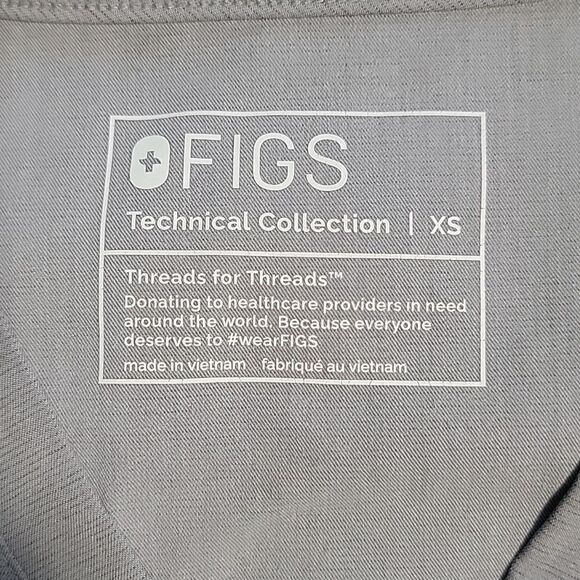 FIGS
Technical Collection | XS
Threads for Threads™
Donating to healthcare providers in need
around the world. Because everyone
deserves to #wearFIGS
made in vietnam fabriqué au vietnam